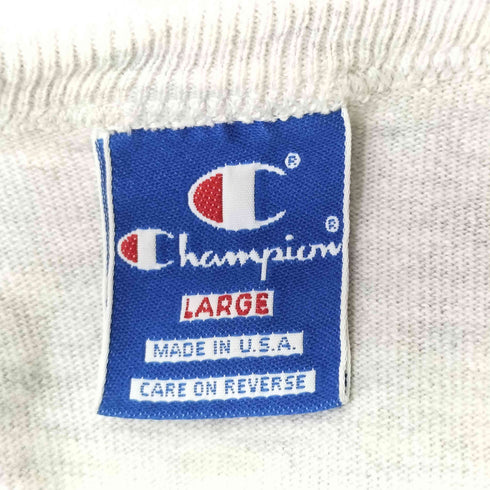 ®
Champion®
LARGE
MADE IN U.S.A.
CARE ON REVERSE